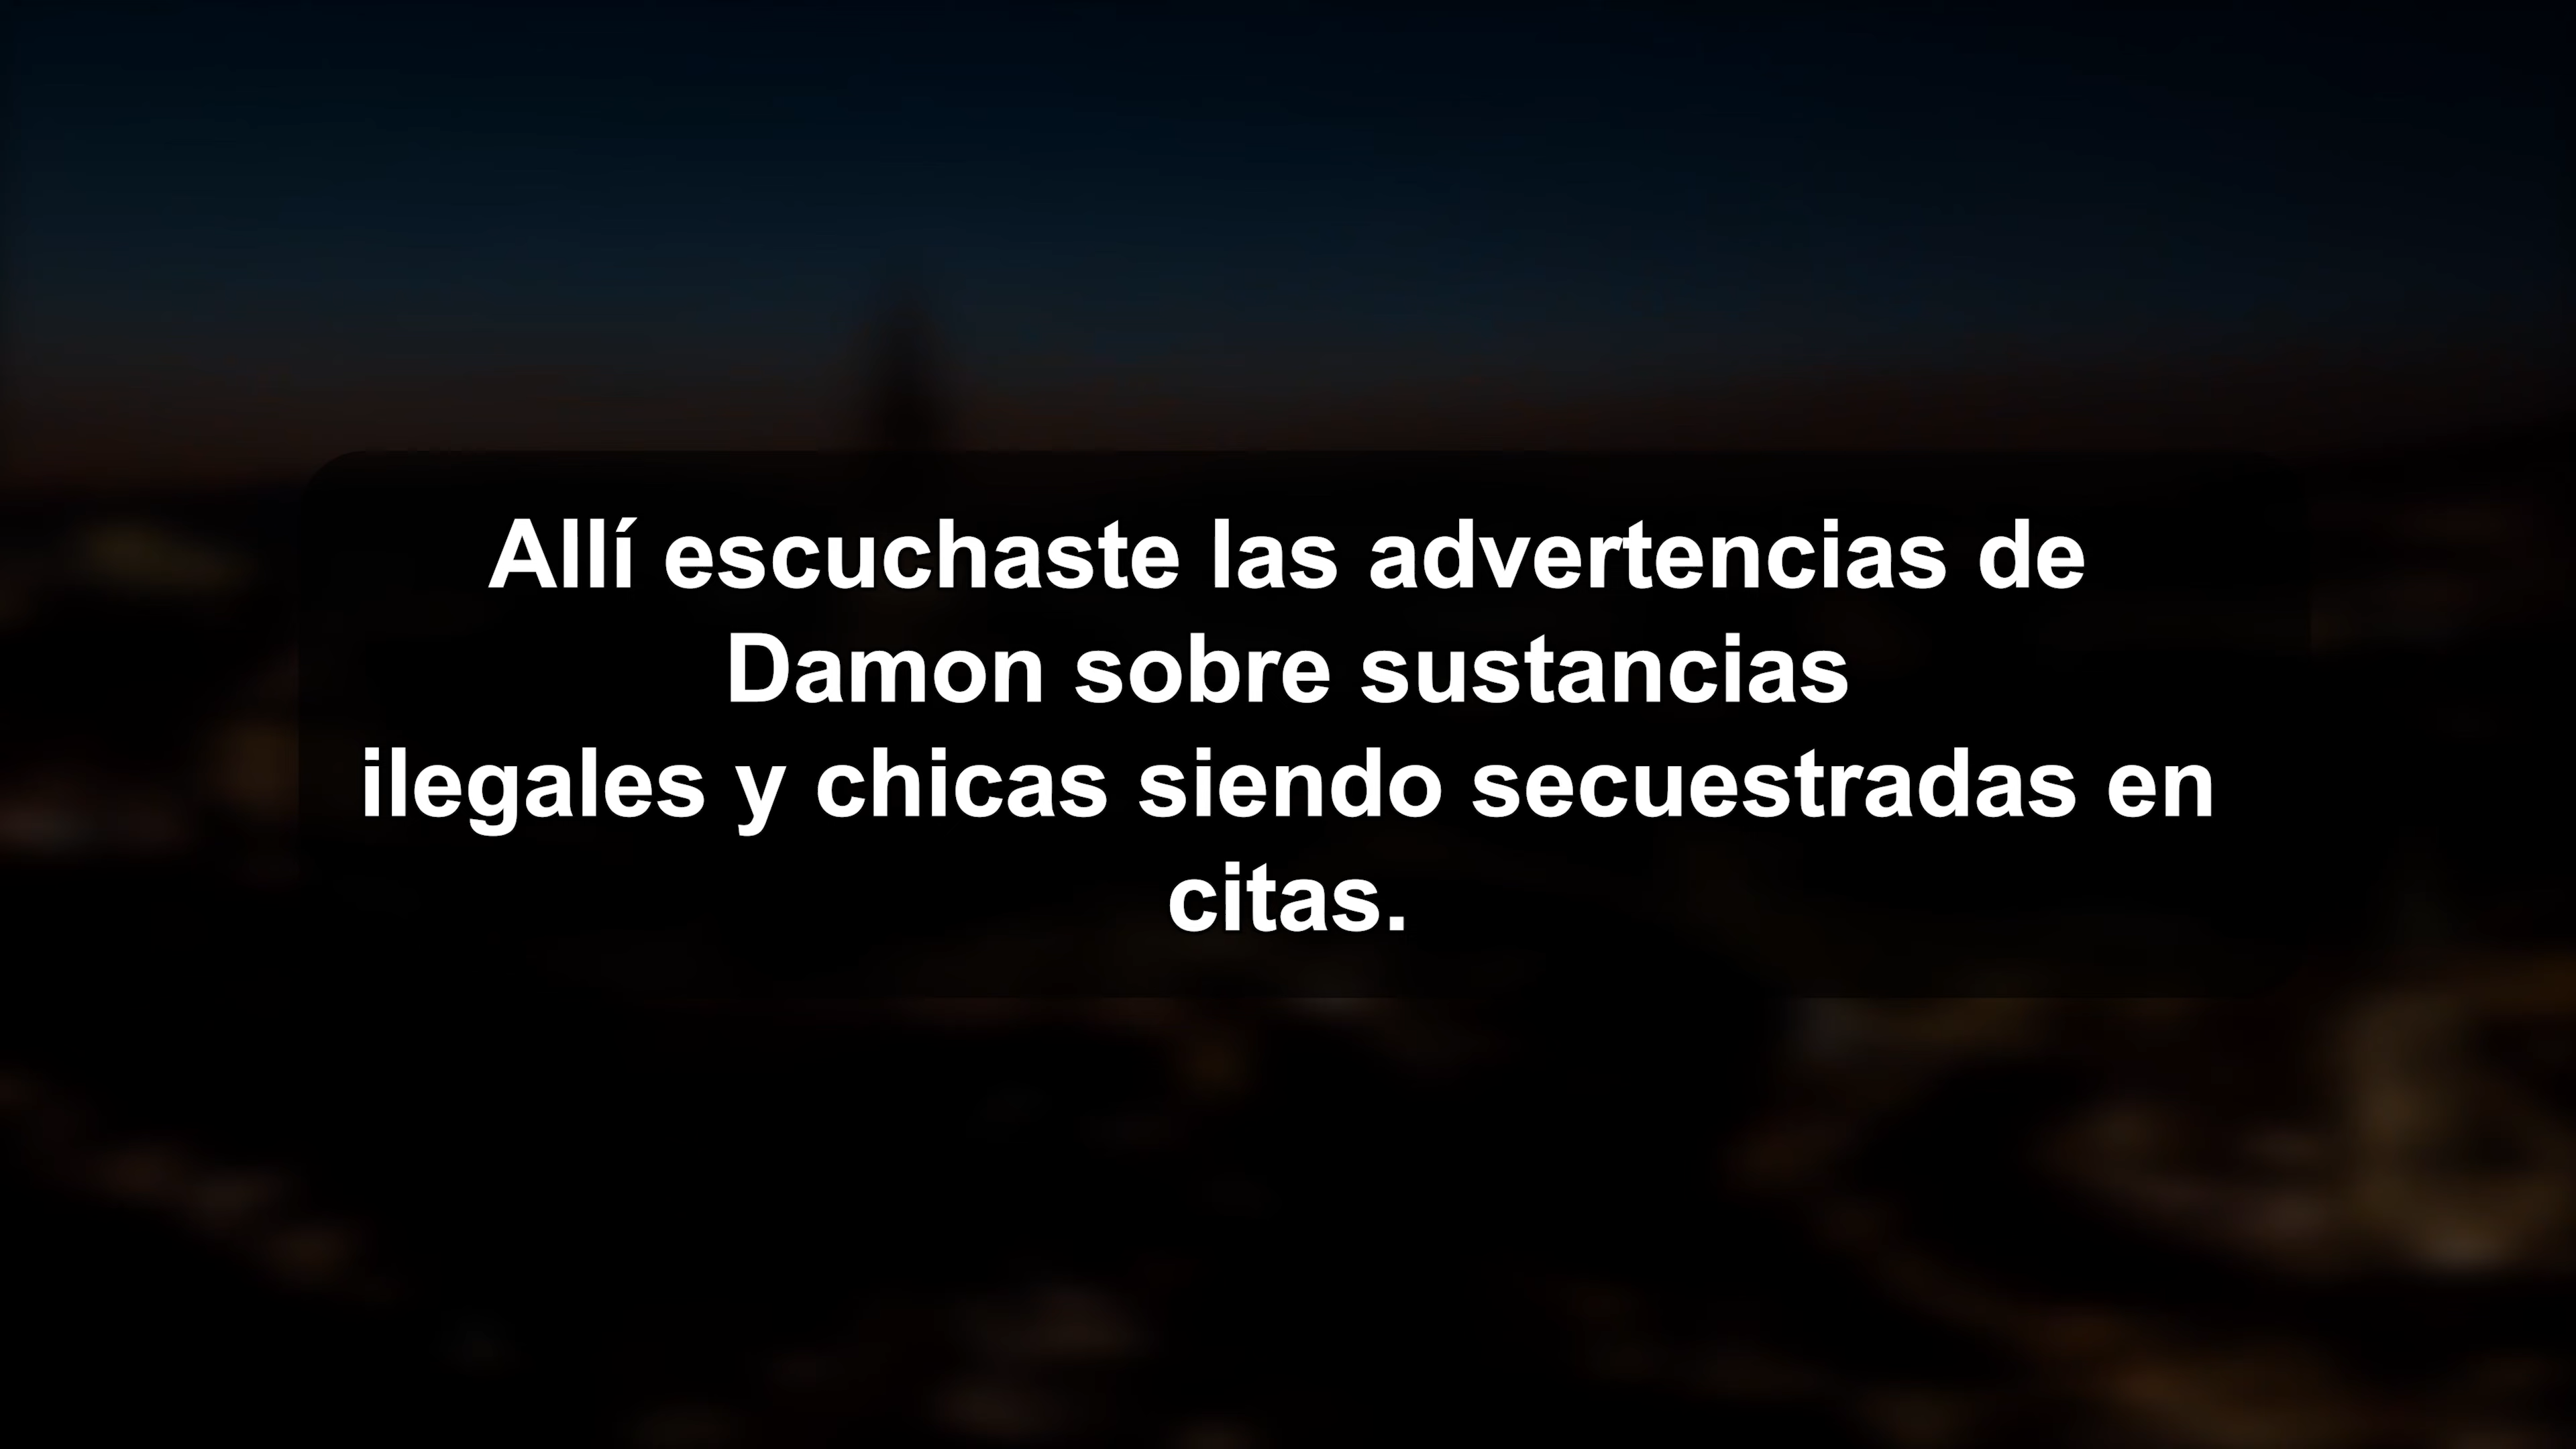 Allí escuchaste las advertencias de
Damon sobre sustancias
ilegales y chicas siendo secuestradas en
citas.